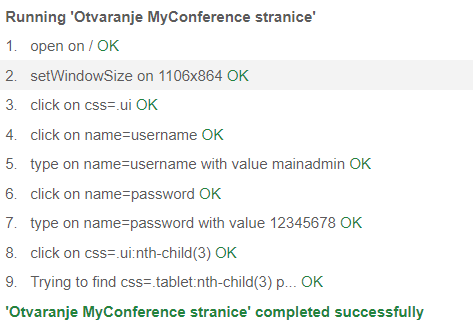 Running 'Otvaranje MyConference stranice'
1. open on / OK
2. setWindowSize on 1106x864 OK
3. click on css=.ui OK
4. click on name=username OK
5. type on name=username with value mainadmin OK
6. click on name=password OK
7. type on name=password with value 12345678 OK
8. click on css=.ui:nth-child(3) OK
9. Trying to find css=.tablet:nth-child(3) p... OK
'Otvaranje MyConference stranice' completed successfully